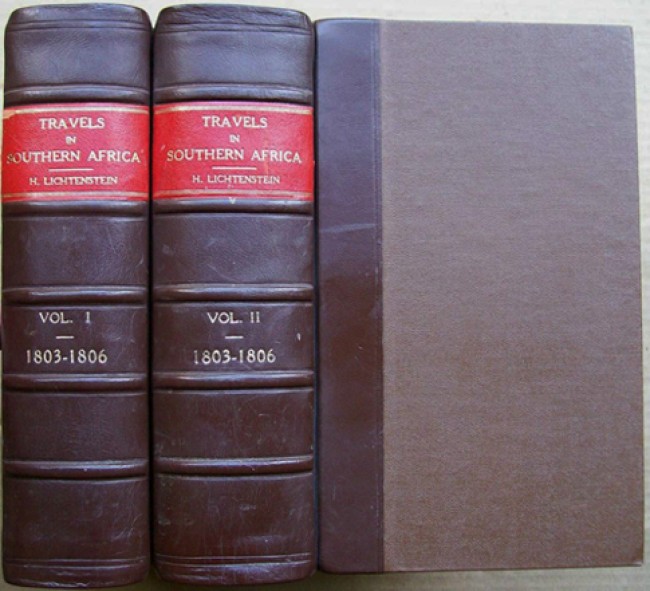 TRAVELS
IN
SOUTHERN AFRICA
H. LICHTENSTEIN
VOL. I
1803-1806
TRAVELS
IN
SOUTHERN AFRICA
H. LICHTENSTEIN
VOL. II
1803-1806